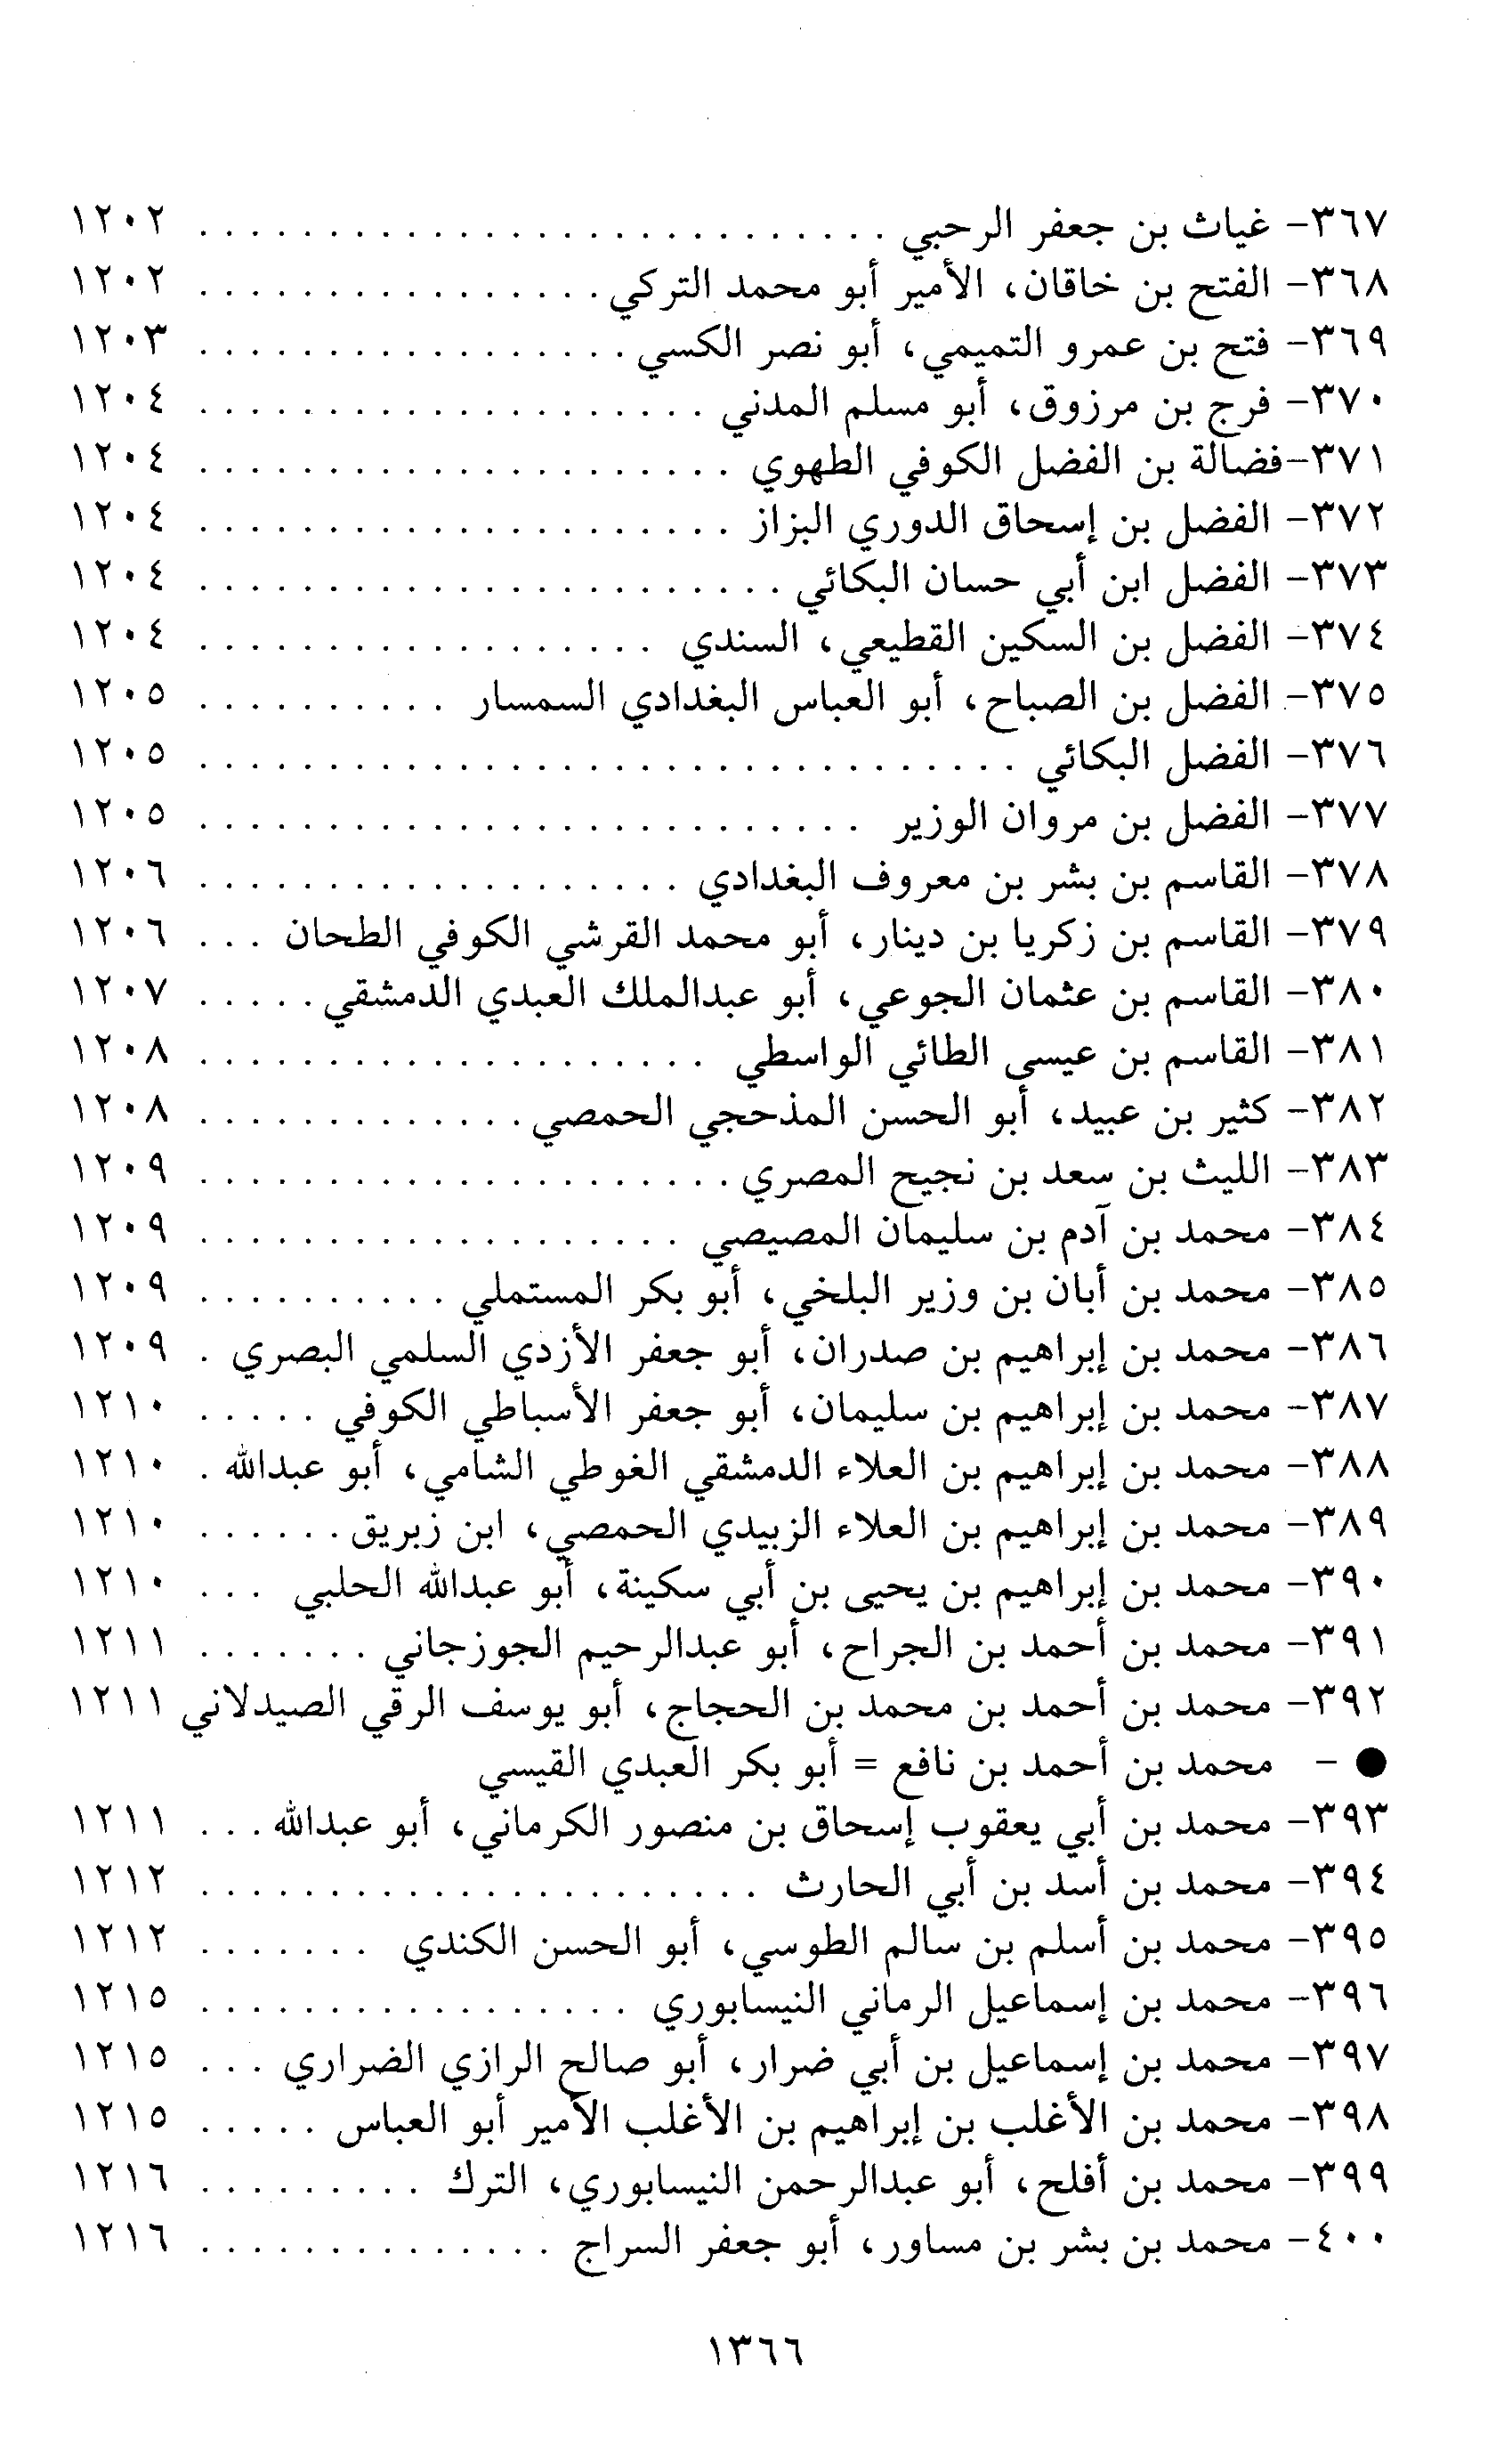 ٣٦٧- غياث بن جعفر الرحبي . . . . . . . . . . . . . . . . . . . . . . . . . . . ١٢٠٢
٣٦٨- الفتح بن خاقان، الأمير أبو محمد التركي . . . . . . . . . . . . . . . . ١٢٠٢
٣٦٩- فتح بن عمرو التميمي، أبو نصر الكسي . . . . . . . . . . . . . . . . . ١٢٠٣
٣٧٠- فرج بن مرزوق، أبو مسلم المدني . . . . . . . . . . . . . . . . . . . . ١٢٠٤
٣٧١-فضالة بن الفضل الكوفي الطهوي . . . . . . . . . . . . . . . . . . . . . ١٢٠٤
٣٧٢- الفضل بن إسحاق الدوري البزاز . . . . . . . . . . . . . . . . . . . . . ١٢٠٤
٣٧٣- الفضل ابن أبي حسان البكائي . . . . . . . . . . . . . . . . . . . . . . . ١٢٠٤
٣٧٤- الفضل بن السكين القطيعي، السندي . . . . . . . . . . . . . . . . . . ١٢٠٤
٣٧٥- الفضل بن الصباح، أبو العباس البغدادي السمسار . . . . . . . . . . ١٢٠٥
٣٧٦- الفضل البكائي . . . . . . . . . . . . . . . . . . . . . . . . . . . . . . . . ١٢٠٥
٣٧٧- الفضل بن مروان الوزير . . . . . . . . . . . . . . . . . . . . . . . . . . ١٢٠٥
٣٧٨- القاسم بن بشر بن معروف البغدادي . . . . . . . . . . . . . . . . . . . ١٢٠٦
٣٧٩- القاسم بن زكريا بن دينار، أبو محمد القرشي الكوفي الطحان . . . ١٢٠٦
٣٨٠- القاسم بن عثمان الجوعي، أبو عبدالملك العبدي الدمشقي . . . . . ١٢٠٧
٣٨١- القاسم بن عيسى الطائي الواسطي . . . . . . . . . . . . . . . . . . . . ١٢٠٨
٣٨٢- كثير بن عبيد، أبو الحسن المذحجي الحمصي . . . . . . . . . . . . . ١٢٠٨
٣٨٣- الليث بن سعد بن نجيح المصري . . . . . . . . . . . . . . . . . . . . . ١٢٠٩
٣٨٤- محمد بن آدم بن سليمان المصيصي . . . . . . . . . . . . . . . . . . . ١٢٠٩
٣٨٥- محمد بن أبان بن وزير البلخي، أبو بكر المستملي . . . . . . . . . . ١٢٠٩
٣٨٦- محمد بن إبراهيم بن صدران، أبو جعفر الأزدي السلمي البصري . ١٢٠٩
٣٨٧- محمد بن إبراهيم بن سليمان، أبو جعفر الأسباطي الكوفي . . . . . ١٢١٠
٣٨٨- محمد بن إبراهيم بن العلاء الدمشقي الغوطي الشامي، أبو عبدالله . ١٢١٠
٣٨٩- محمد بن إبراهيم بن العلاء الزبيدي الحمصي، ابن زبريق . . . . . . ١٢١٠
٣٩٠- محمد بن إبراهيم بن يحيى بن أبي سكينة، أبو عبدالله الحلبي . . . ١٢١٠
٣٩١- محمد بن أحمد بن الجراح، أبو عبدالرحيم الجوزجاني . . . . . . . ١٢١١
٣٩٢- محمد بن أحمد بن محمد بن الحجاج، أبو يوسف الرقي الصيدلاني ١٢١١
● - محمد بن أحمد بن نافع = أبو بكر العبدي القيسي
٣٩٣- محمد بن أبي يعقوب إسحاق بن منصور الكرماني، أبو عبدالله . . . ١٢١١
٣٩٤- محمد بن أسد بن أبي الحارث . . . . . . . . . . . . . . . . . . . . . . ١٢١٢
٣٩٥- محمد بن أسلم بن سالم الطوسي، أبو الحسن الكندي . . . . . . . ١٢١٢
٣٩٦- محمد بن إسماعيل الرماني النيسابوري . . . . . . . . . . . . . . . . . ١٢١٥
٣٩٧- محمد بن إسماعيل بن أبي ضرار، أبو صالح الرازي الضراري . . . ١٢١٥
٣٩٨- محمد بن الأغلب بن إبراهيم بن الأغلب الأمير أبو العباس . . . . . ١٢١٥
٣٩٩- محمد بن أفلح، أبو عبدالرحمن النيسابوري، الترك . . . . . . . . . ١٢١٦
٤٠٠- محمد بن بشر بن مساور، أبو جعفر السراج . . . . . . . . . . . . . . ١٢١٦
١٣٦٦